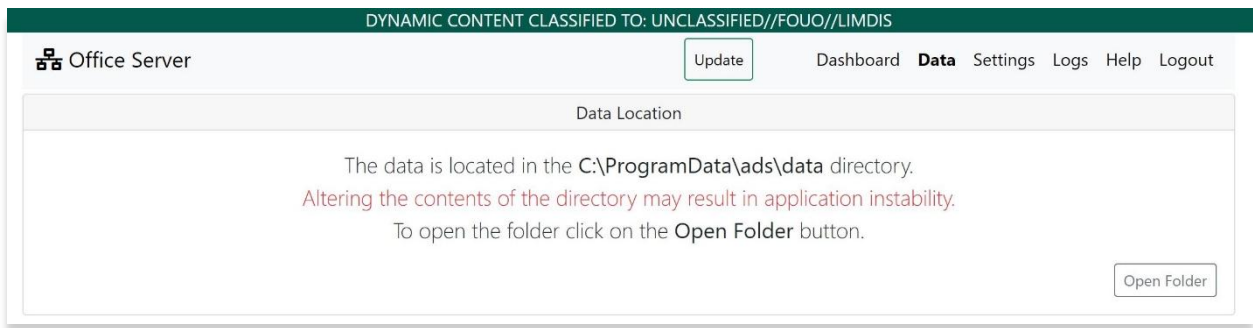 DYNAMIC CONTENT CLASSIFIED TO: UNCLASSIFIED//FOUO//LIMDIS
Office Server Update Dashboard Data Settings Logs Help Logout
Data Location
The data is located in the C:\ProgramData\ads\data directory.
Altering the contents of the directory may result in application instability.
To open the folder click on the Open Folder button.
Open Folder